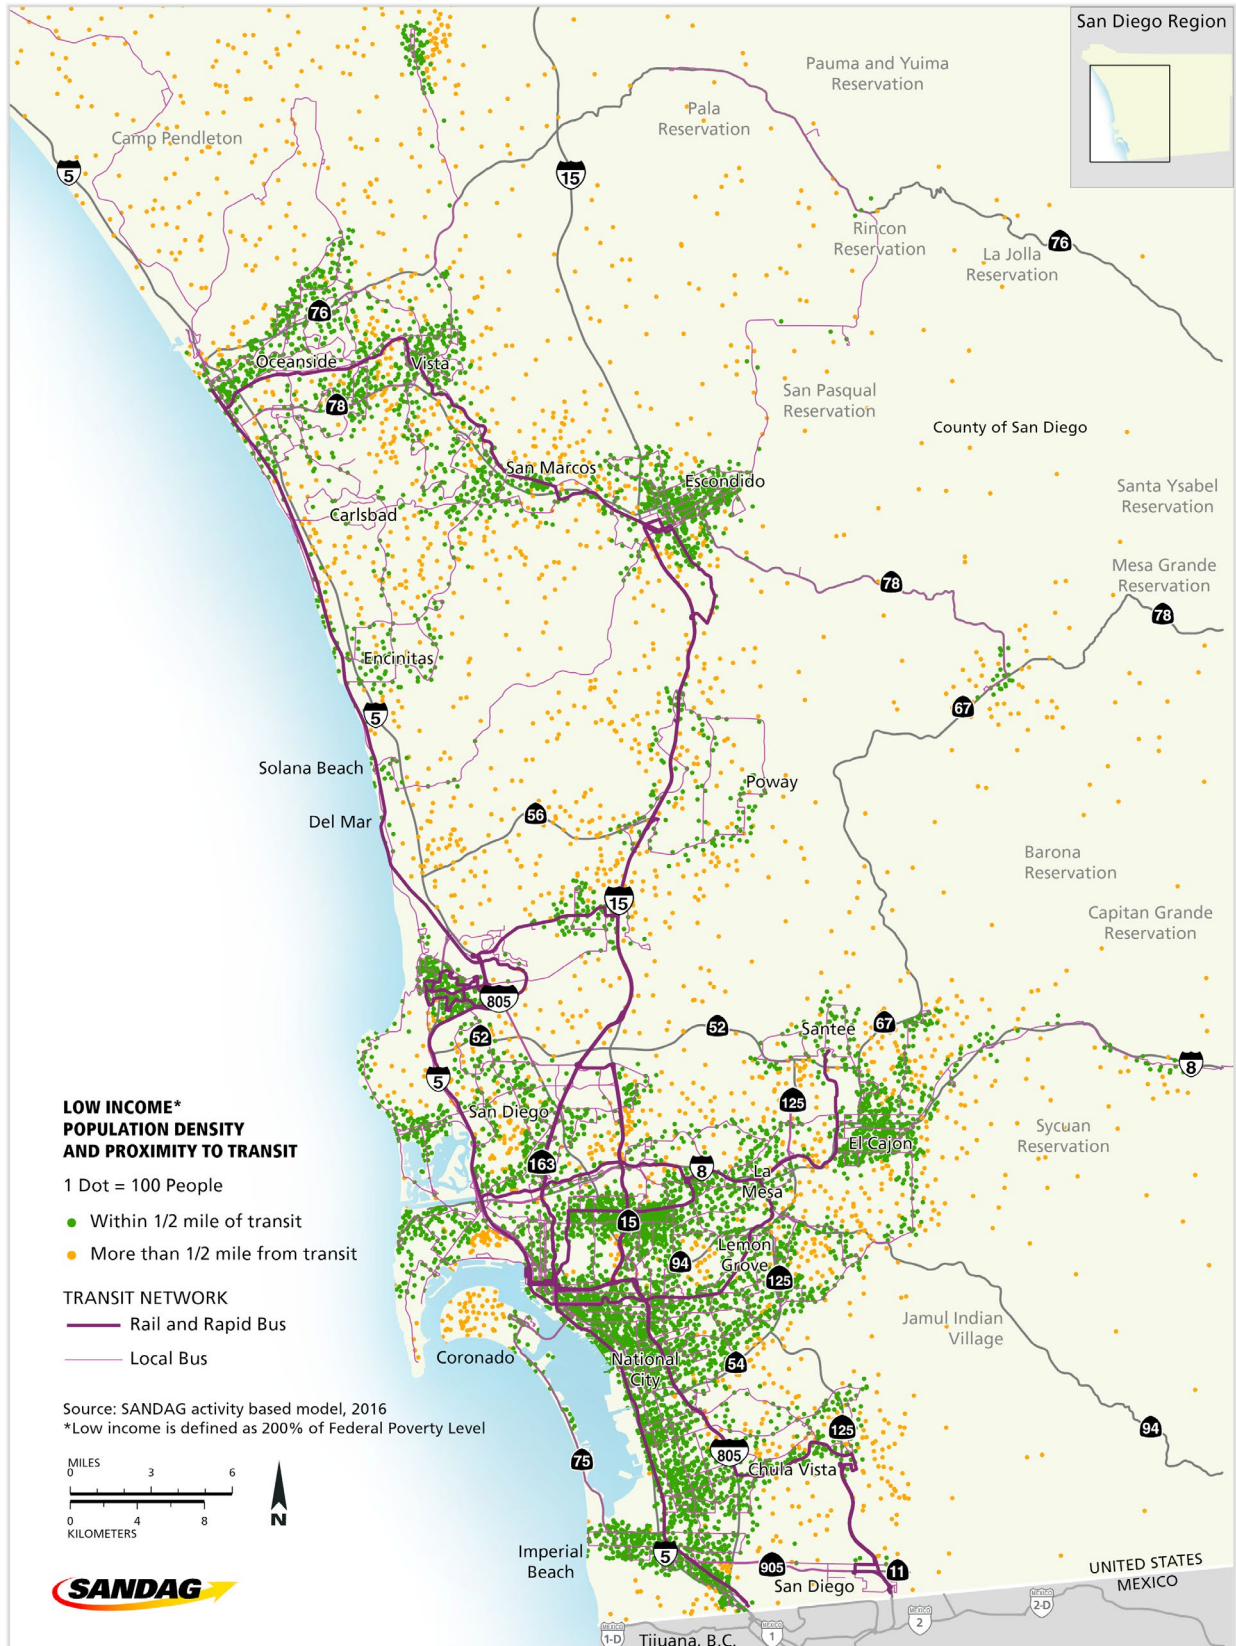 San Diego Region
Pauma and Yuima
Reservation
Pala
Reservation
Camp Pendleton
5
15
Rincon
Reservation
76
La Jolla
Reservation
76
Oceanside
Vista
78
San Pasqual
Reservation
County of San Diego
San Marcos
Escondido
Santa Ysabel
Reservation
Carlsbad
Mesa Grande
Reservation
78
78
Encinitas
67
5
Solana Beach
Poway
Del Mar
56
Barona
Reservation
15
Capitan Grande
Reservation
805
52
52
Santee
67
5
8
125
San Diego
El Cajon
Sycuan
Reservation
163
8
La
Mesa
15
Lemon
Grove
94
125
Jamul Indian
Village
Coronado
National
City
54
125
94
75
805
Chula Vista
Imperial
Beach
5
905
San Diego
11
UNITED STATES
MEXICO
MEXICO
1-D
Tijuana, B.C.
MEXICO
1
MEXICO
2
MEXICO
2-D
LOW INCOME*
POPULATION DENSITY
AND PROXIMITY TO TRANSIT
1 Dot = 100 People
Within 1/2 mile of transit
More than 1/2 mile from transit
TRANSIT NETWORK
Rail and Rapid Bus
Local Bus
Source: SANDAG activity based model, 2016
*Low income is defined as 200% of Federal Poverty Level
MILES
0 3 6
0 4 8
KILOMETERS
N
SANDAG